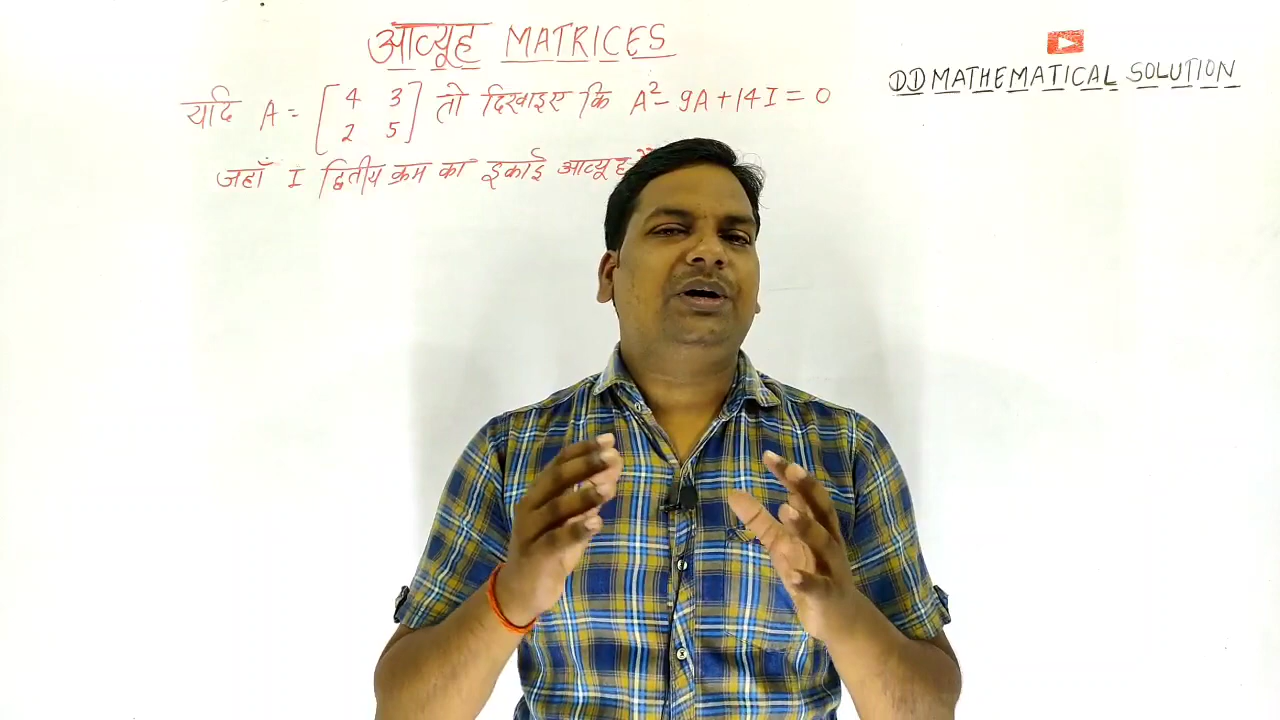 आव्यूह MATRICES
DD MATHEMATICAL SOLUTION
यदि A = [4 3
2 5] तो दिखाइए कि A² - 9A + 14I = 0
जहाँ I द्वितीय क्रम का इकाई आव्यूह